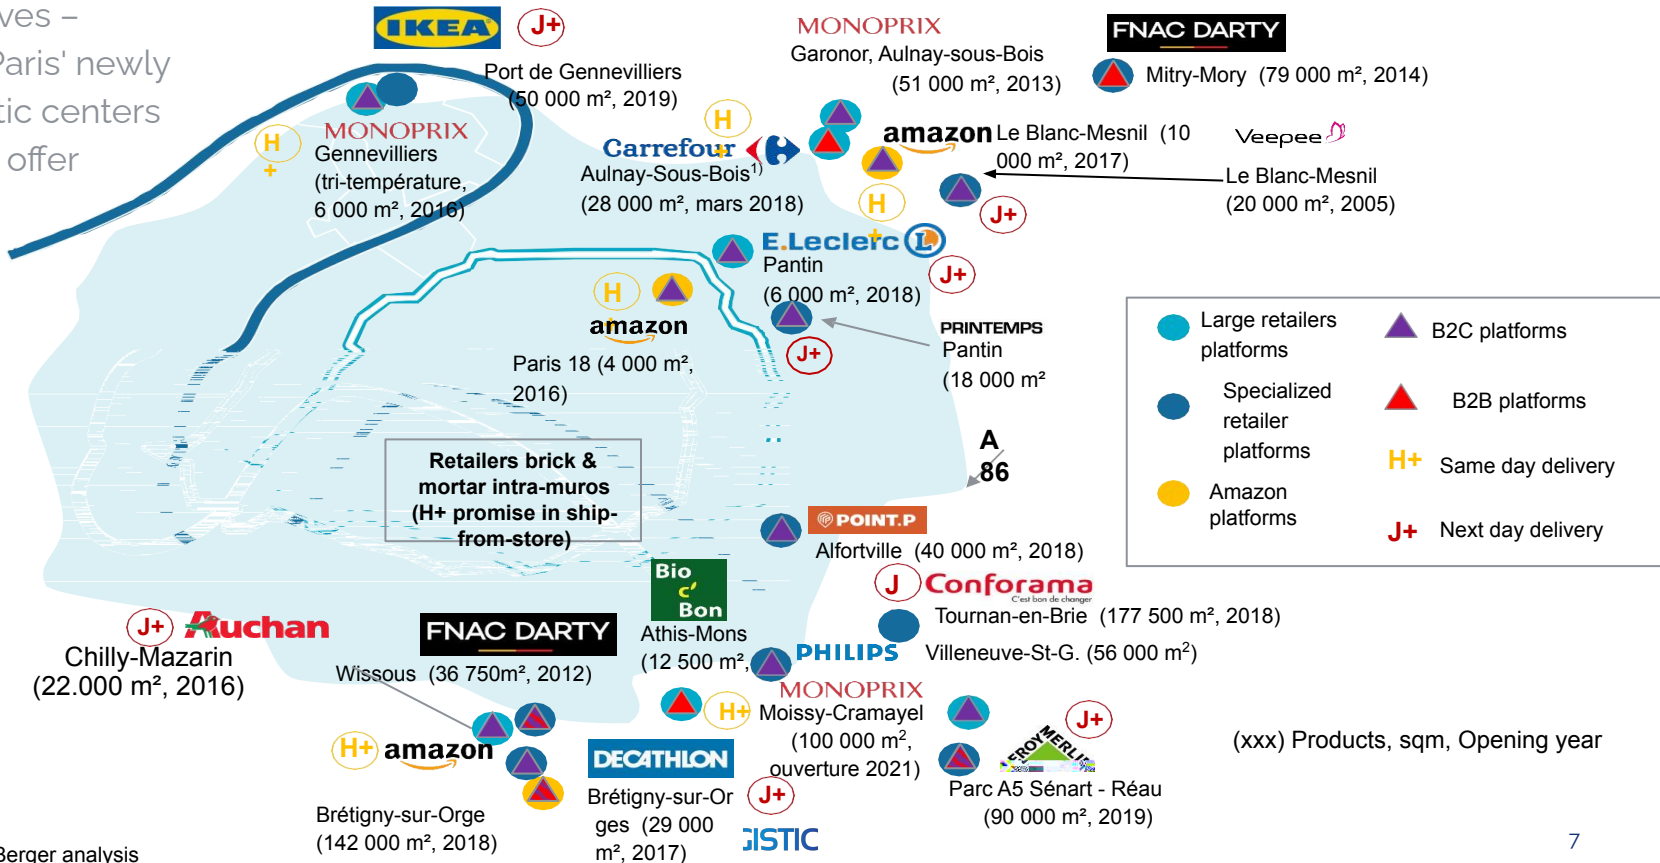 ves –
Paris' newly
tic centers
offer
IKEA
J+
Port de Gennevilliers
(50 000 m², 2019)
H
+
MONOPRIX
Gennevilliers
(tri-température,
6 000 m², 2016)
MONOPRIX
Garonor, Aulnay-sous-Bois
(51 000 m², 2013)
FNAC DARTY
Mitry-Mory (79 000 m², 2014)
H
+
Carrefour
Aulnay-Sous-Bois¹⁾
(28 000 m², mars 2018)
amazon
Le Blanc-Mesnil (10
000 m², 2017)
H
+
Veepee
Le Blanc-Mesnil
(20 000 m², 2005)
J+
E.Leclerc L
Pantin
(6 000 m², 2018)
J+
H
+
amazon
Paris 18 (4 000 m²,
2016)
J+
PRINTEMPS
Pantin
(18 000 m²
Large retailers
platforms
Specialized
retailer
platforms
Amazon
platforms
B2C platforms
B2B platforms
H+ Same day delivery
J+ Next day delivery
A
86
Retailers brick &
mortar intra-muros
(H+ promise in ship-
from-store)
POINT.P
Alfortville (40 000 m², 2018)
J
Conforama
C'est bon de changer
Tournan-en-Brie (177 500 m², 2018)
Bio
c'
Bon
Athis-Mons
(12 500 m²,
PHILIPS
Villeneuve-St-G. (56 000 m²)
J+
Auchan
Chilly-Mazarin
(22.000 m², 2016)
FNAC DARTY
Wissous (36 750m², 2012)
H+
MONOPRIX
Moissy-Cramayel
(100 000 m²,
ouverture 2021)
J+
LEROY MERLIN
Parc A5 Sénart - Réau
(90 000 m², 2019)
(xxx) Products, sqm, Opening year
H+
amazon
Brétigny-sur-Orge
(142 000 m², 2018)
DECATHLON
Brétigny-sur-Or
ges (29 000
m², 2017)
J+
GISTIC
Berger analysis
7